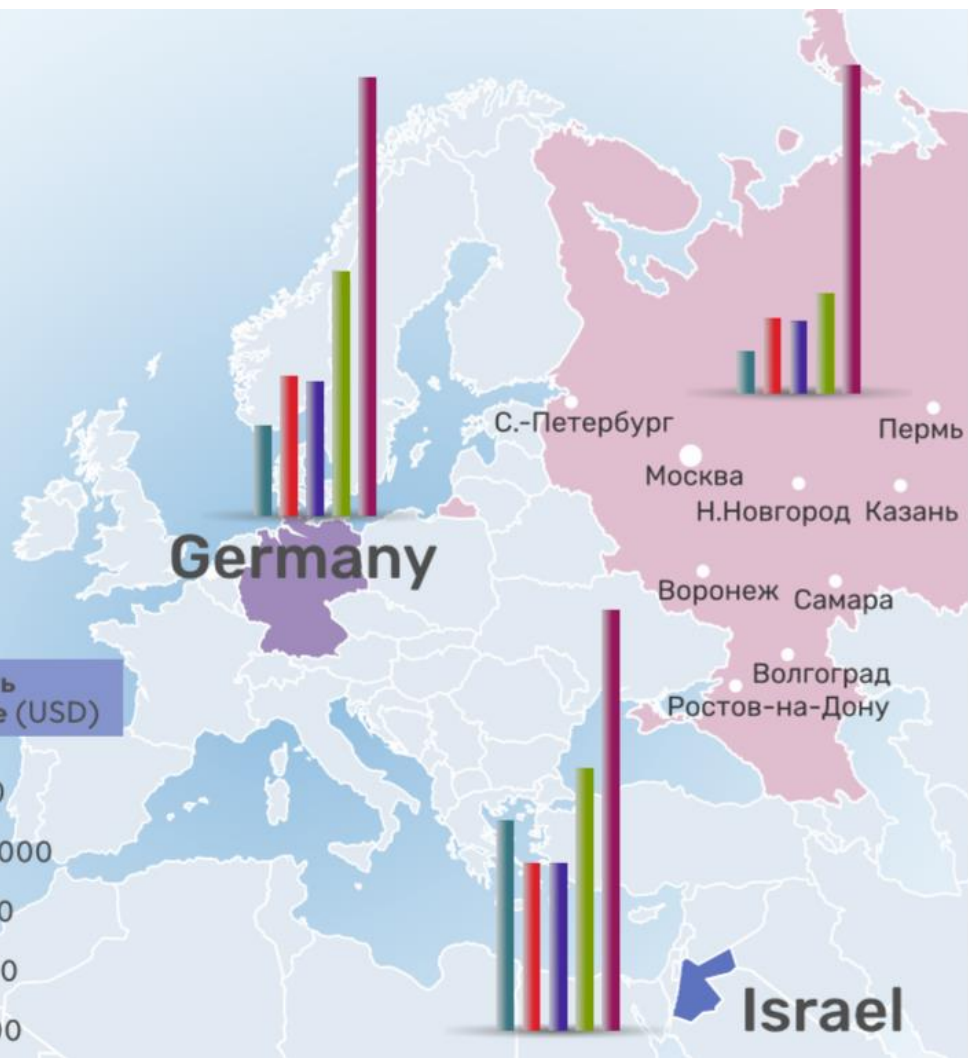 С.-Петербург
Пермь
Москва
Н.Новгород
Казань
Germany
Воронеж
Самара
Волгоград
(USD)
Ростов-на-Дону
Israel